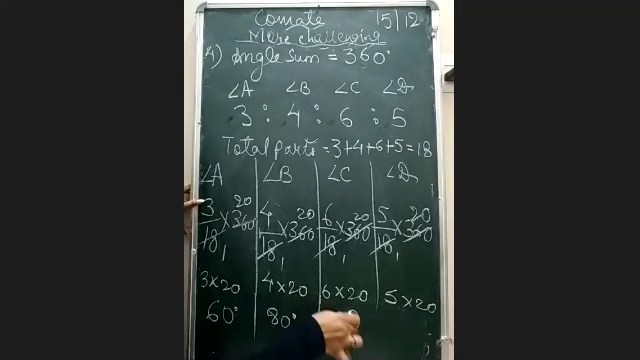 Comate 15/12
More challenging
4) Angle sum = 360°
∠A ∠B ∠C ∠D
3 : 4 : 6 : 5
Total parts = 3+4+6+5 = 18
∠A ∠B ∠C ∠D
20 20 20 20
3/18 × 360 4/18 × 360 6/18 × 360 5/18 × 360
1 1 1 1
3×20 4×20 6×20 5×20
60° 80°